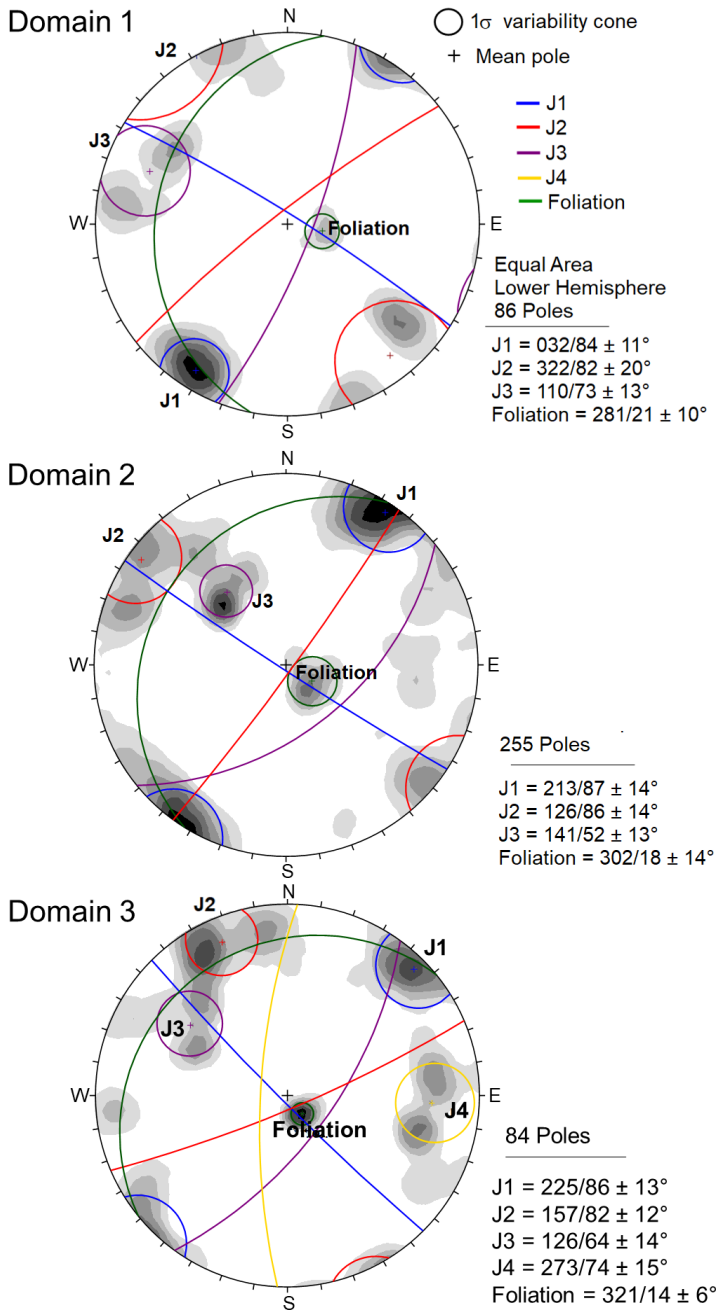 Domain 1
N
J2
J3
W
Foliation
E
J1
S
1σ variability cone
+ Mean pole
J1
J2
J3
J4
Foliation
Equal Area
Lower Hemisphere
86 Poles
J1 = 032/84 ± 11°
J2 = 322/82 ± 20°
J3 = 110/73 ± 13°
Foliation = 281/21 ± 10°
Domain 2
N
J1
J2
J3
W
Foliation
E
S
255 Poles
J1 = 213/87 ± 14°
J2 = 126/86 ± 14°
J3 = 141/52 ± 13°
Foliation = 302/18 ± 14°
Domain 3
N
J2
J1
J3
W
E
J4
Foliation
S
84 Poles
J1 = 225/86 ± 13°
J2 = 157/82 ± 12°
J3 = 126/64 ± 14°
J4 = 273/74 ± 15°
Foliation = 321/14 ± 6°